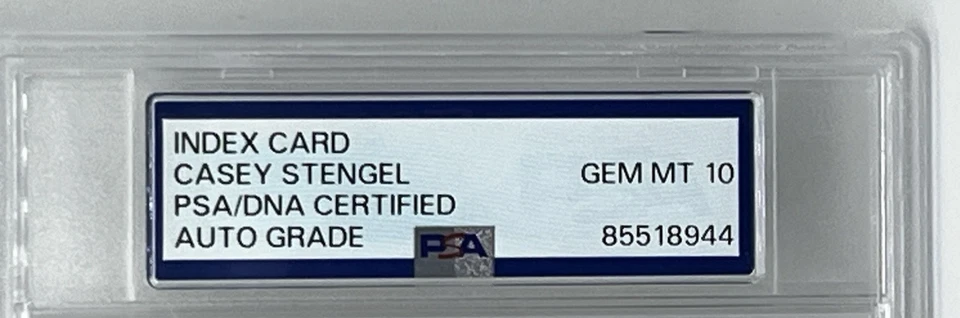 INDEX CARD
CASEY STENGEL GEM MT 10
PSA/DNA CERTIFIED
AUTO GRADE 85518944
PSA